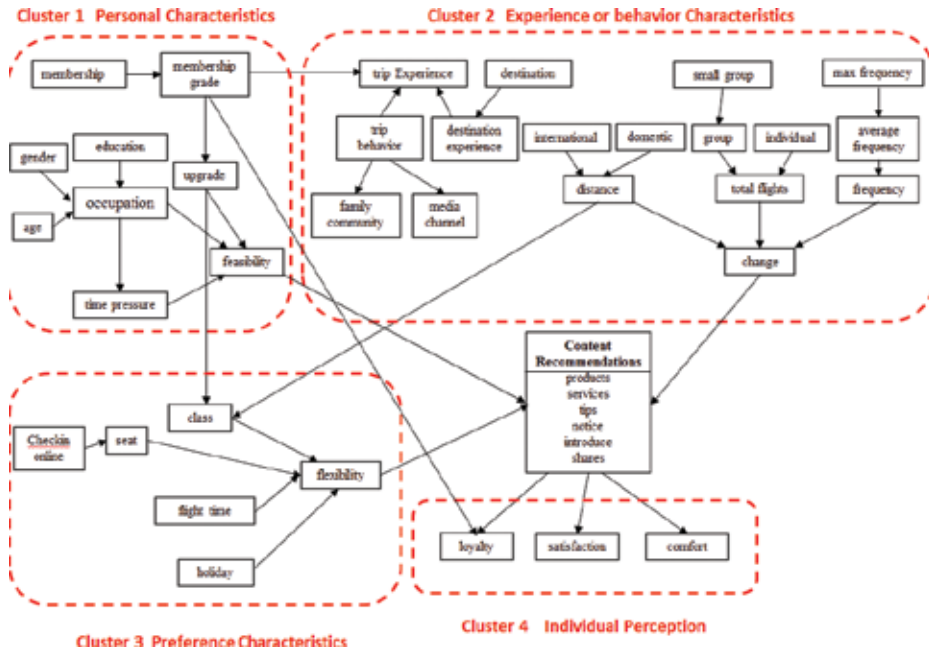 Cluster 1 Personal Characteristics
Cluster 2 Experience or behavior Characteristics
membership
membership
grade
trip Experience
destination
small group
max frequency
gender
education
trip
behavior
destination
experience
international
domestic
group
individual
average
frequency
upgrade
age
occupation
family
community
media
channel
distance
total flights
frequency
feasibility
change
time pressure
Content
Recommendations
products
services
tips
notice
introduce
shares
class
Checkin
online
seat
flexibility
flight time
holiday
loyalty
satisfaction
comfort
Cluster 3 Preference Characteristics
Cluster 4 Individual Perception